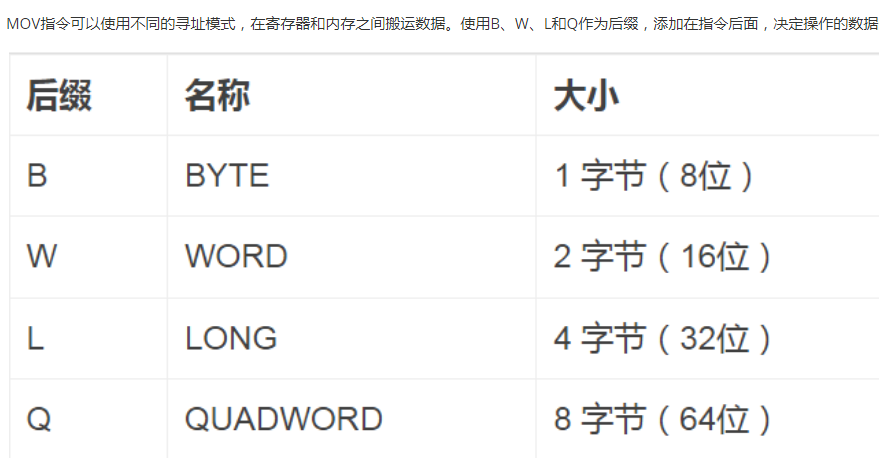 MOV指令可以使用不同的寻址模式，在寄存器和内存之间搬运数据。使用B、W、L和Q作为后缀，添加在指令后面，决定操作的数据
后缀 名称 大小
B BYTE 1 字节（8位）
W WORD 2 字节（16位）
L LONG 4 字节（32位）
Q QUADWORD 8 字节（64位）